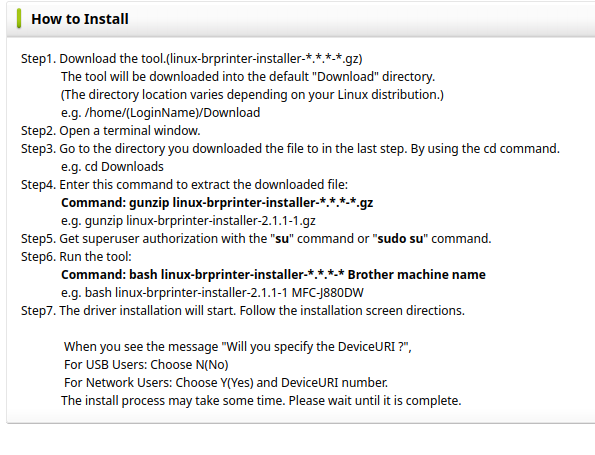 How to Install
Step1. Download the tool.(linux-brprinter-installer-*.*.*-*.gz)
The tool will be downloaded into the default "Download" directory.
(The directory location varies depending on your Linux distribution.)
e.g. /home/(LoginName)/Download
Step2. Open a terminal window.
Step3. Go to the directory you downloaded the file to in the last step. By using the cd command.
e.g. cd Downloads
Step4. Enter this command to extract the downloaded file:
Command: gunzip linux-brprinter-installer-*.*.*-*.gz
e.g. gunzip linux-brprinter-installer-2.1.1-1.gz
Step5. Get superuser authorization with the "su" command or "sudo su" command.
Step6. Run the tool:
Command: bash linux-brprinter-installer-*.*.*-* Brother machine name
e.g. bash linux-brprinter-installer-2.1.1-1 MFC-J880DW
Step7. The driver installation will start. Follow the installation screen directions.
When you see the message "Will you specify the DeviceURI ?",
For USB Users: Choose N(No)
For Network Users: Choose Y(Yes) and DeviceURI number.
The install process may take some time. Please wait until it is complete.